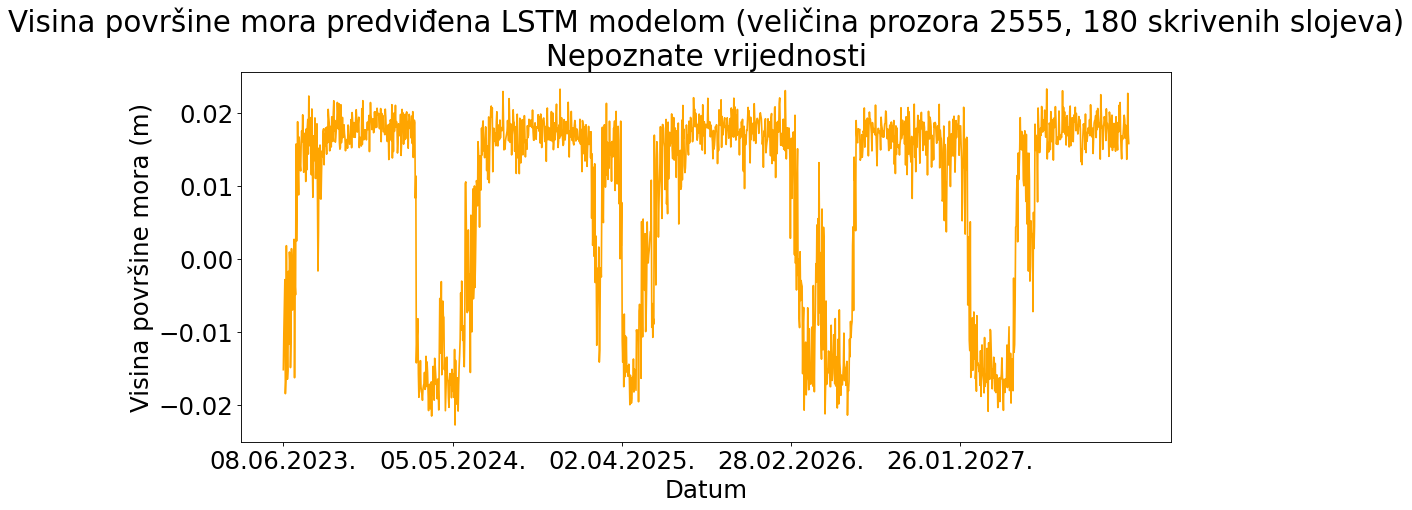 Visina površine mora predviđena LSTM modelom (veličina prozora 2555, 180 skrivenih slojeva)
Nepoznate vrijednosti
Visina površine mora (m)
0.02
0.01
0.00
−0.01
−0.02
08.06.2023. 05.05.2024. 02.04.2025. 28.02.2026. 26.01.2027.
Datum